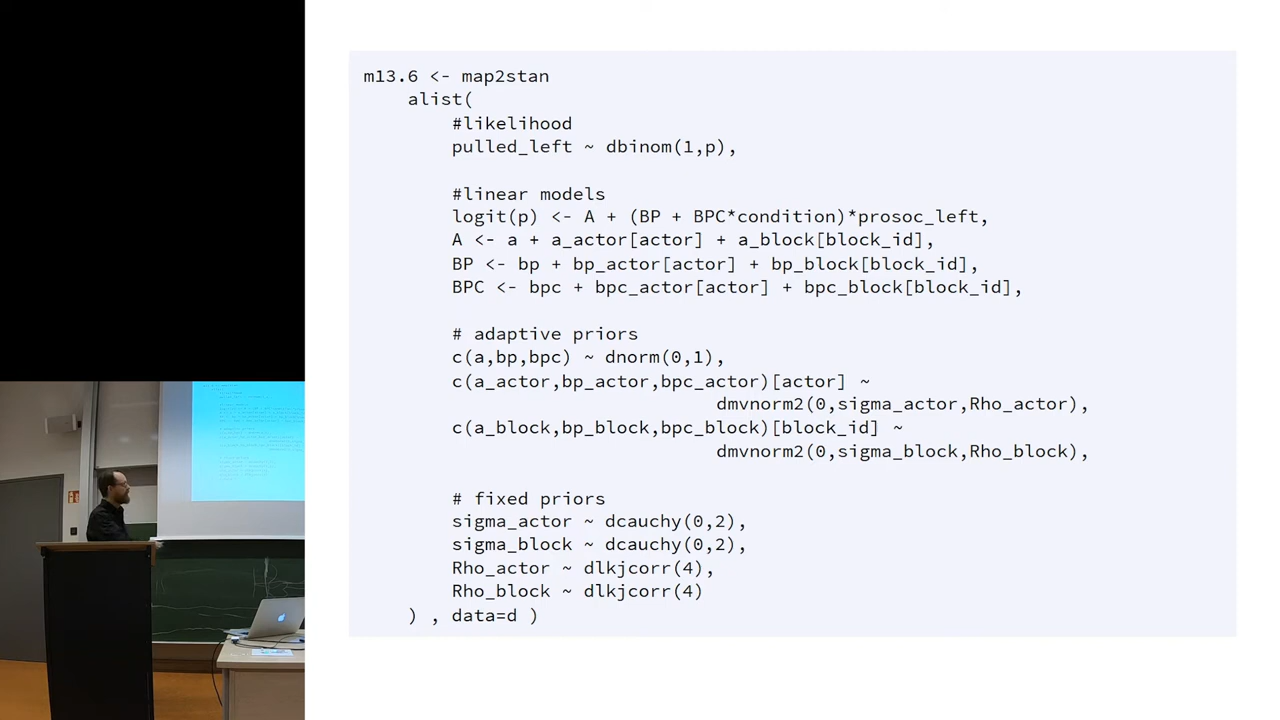 m13.6 <- map2stan
alist(
#likelihood
pulled_left ~ dbinom(1,p),
#linear models
logit(p) <- A + (BP + BPC*condition)*prosoc_left,
A <- a + a_actor[actor] + a_block[block_id],
BP <- bp + bp_actor[actor] + bp_block[block_id],
BPC <- bpc + bpc_actor[actor] + bpc_block[block_id],
# adaptive priors
c(a,bp,bpc) ~ dnorm(0,1),
c(a_actor,bp_actor,bpc_actor)[actor] ~
dmvnorm2(0,sigma_actor,Rho_actor),
c(a_block,bp_block,bpc_block)[block_id] ~
dmvnorm2(0,sigma_block,Rho_block),
# fixed priors
sigma_actor ~ dcauchy(0,2),
sigma_block ~ dcauchy(0,2),
Rho_actor ~ dlkjcorr(4),
Rho_block ~ dlkjcorr(4)
) , data=d )